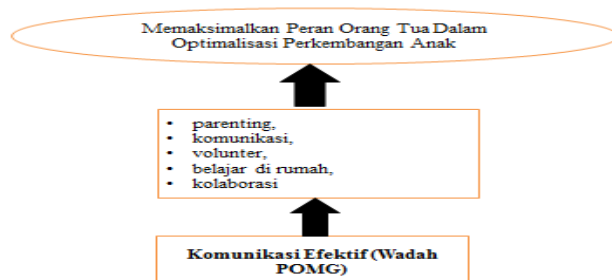 Memaksimalkan Peran Orang Tua Dalam
Optimalisasi Perkembangan Anak
• parenting,
• komunikasi,
• volunter,
• belajar di rumah,
• kolaborasi
Komunikasi Efektif (Wadah
POMG)